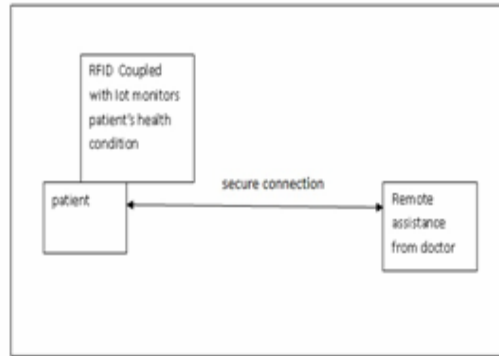 RFID Coupled
with Iot monitors
patient's health
condition
patient
secure connection
Remote
assistance
from doctor